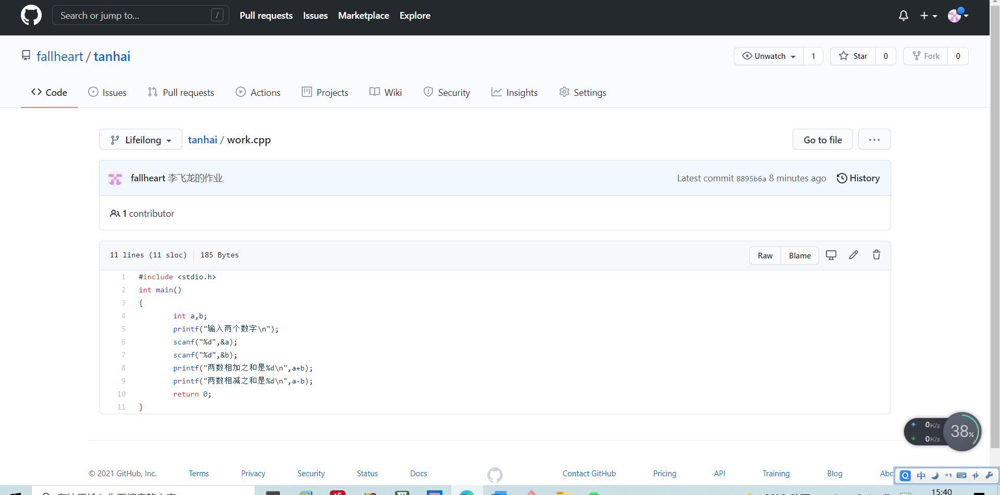 Search or jump to... / Pull requests Issues Marketplace Explore
fallheart / tanhai Unwatch 1 Star 0 Fork 0
Code Issues Pull requests Actions Projects Wiki Security Insights Settings
Lifeilong tanhai / work.cpp Go to file ...
fallheart 李飞龙的作业 Latest commit 8895b6a 8 minutes ago History
1 contributor
11 lines (11 sloc) 185 Bytes Raw Blame
1 #include <stdio.h>
2 int main()
3 {
4 int a,b;
5 printf("输入两个数字\n");
6 scanf("%d",&a);
7 scanf("%d",&b);
8 printf("两数相加之和是%d\n",a+b);
9 printf("两数相减之和是%d\n",a-b);
10 return 0;
11 }
0K/s
0K/s
38%
© 2021 GitHub, Inc. Terms Privacy Security Status Docs Contact GitHub Pricing API Training Blog Abo
中
15:40